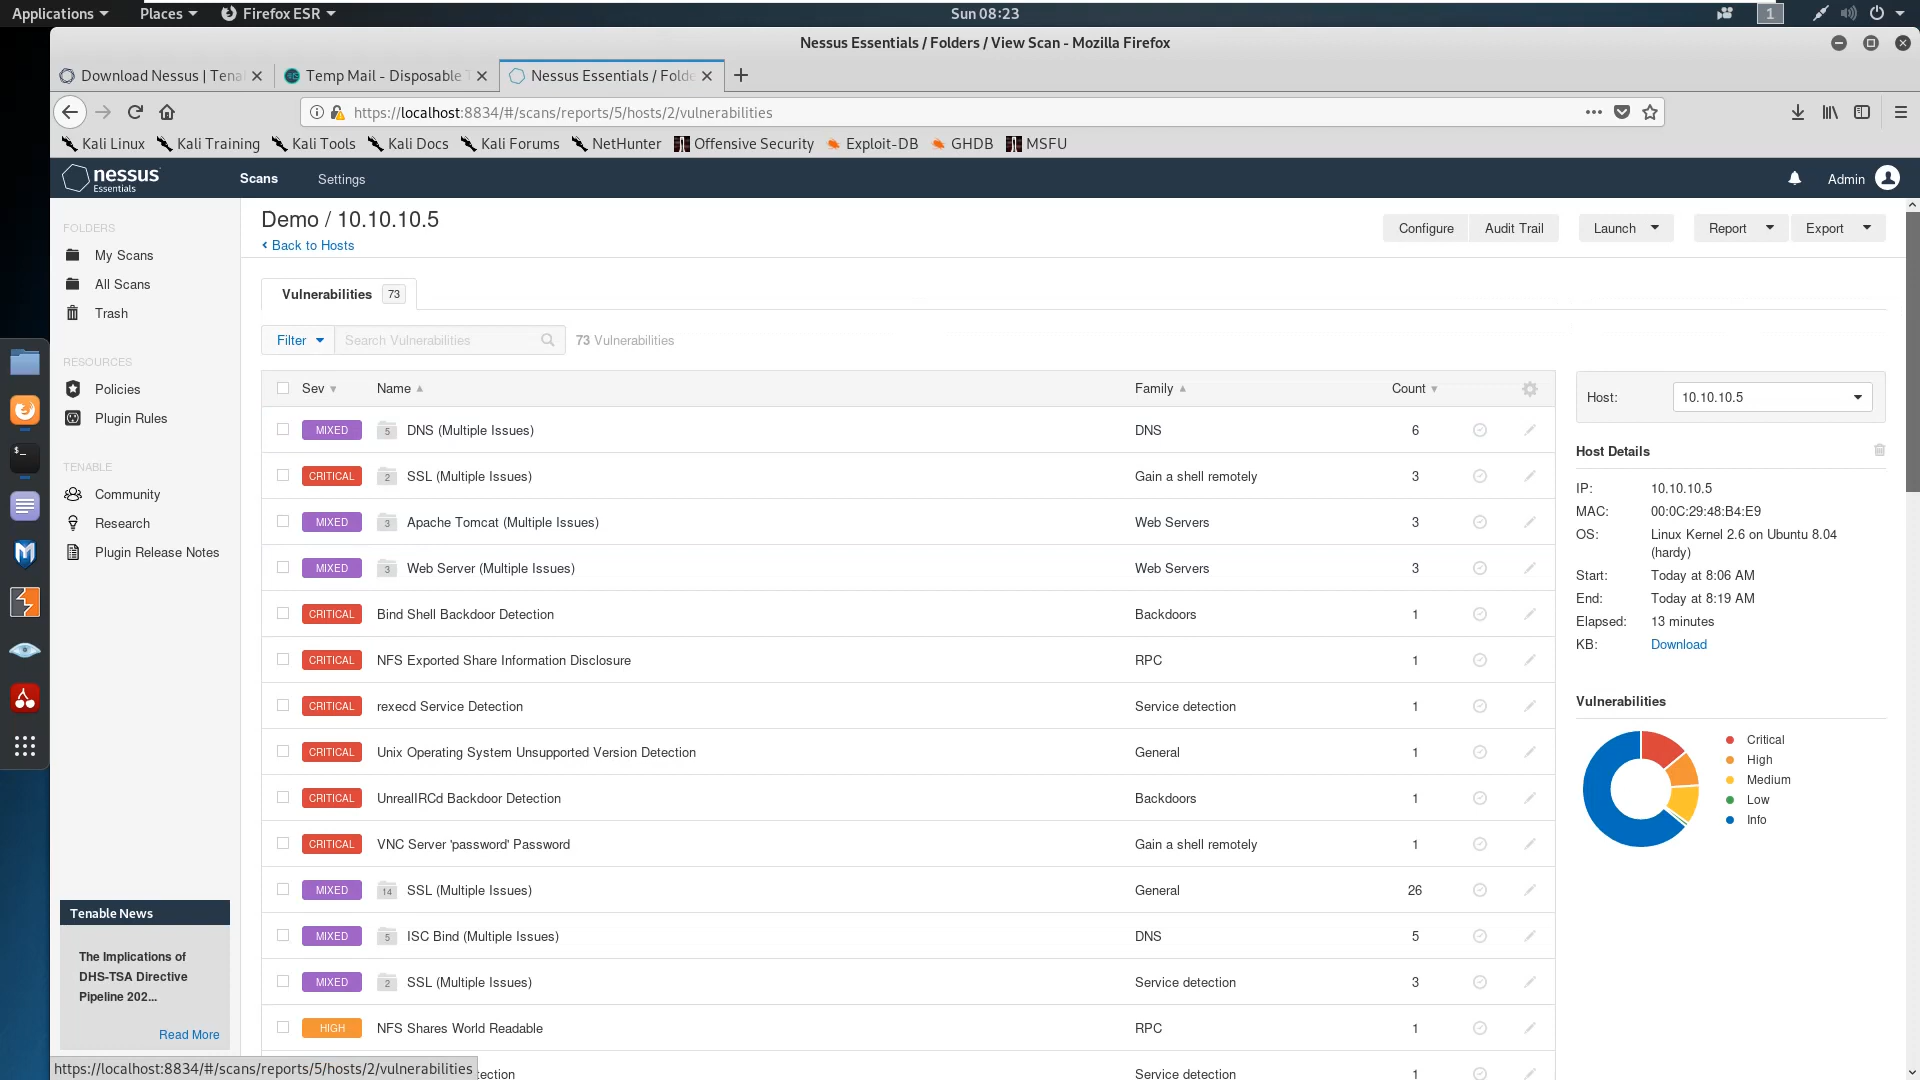 Applications Places Firefox ESR Sun 08:23 1
Nessus Essentials / Folders / View Scan - Mozilla Firefox
Download Nessus | Tena Temp Mail - Disposable Nessus Essentials / Folde
https://localhost:8834/#/scans/reports/5/hosts/2/vulnerabilities
Kali Linux Kali Training Kali Tools Kali Docs Kali Forums NetHunter Offensive Security Exploit-DB GHDB MSFU
nessus Essentials Scans Settings Admin
FOLDERS
My Scans
All Scans
Trash
RESOURCES
Policies
Plugin Rules
TENABLE
Community
Research
Plugin Release Notes
Tenable News
The Implications of
DHS-TSA Directive
Pipeline 202...
Read More
Demo / 10.10.10.5
Back to Hosts
Configure Audit Trail Launch Report Export
Vulnerabilities 73
Filter Search Vulnerabilities 73 Vulnerabilities
Sev Name Family Count
MIXED 5 DNS (Multiple Issues) DNS 6
CRITICAL 2 SSL (Multiple Issues) Gain a shell remotely 3
MIXED 3 Apache Tomcat (Multiple Issues) Web Servers 3
MIXED 3 Web Server (Multiple Issues) Web Servers 3
CRITICAL Bind Shell Backdoor Detection Backdoors 1
CRITICAL NFS Exported Share Information Disclosure RPC 1
CRITICAL rexecd Service Detection Service detection 1
CRITICAL Unix Operating System Unsupported Version Detection General 1
CRITICAL UnrealIRCd Backdoor Detection Backdoors 1
CRITICAL VNC Server 'password' Password Gain a shell remotely 1
MIXED 14 SSL (Multiple Issues) General 26
MIXED 5 ISC Bind (Multiple Issues) DNS 5
MIXED 2 SSL (Multiple Issues) Service detection 3
HIGH NFS Shares World Readable RPC 1
ection Service detection 1
Host: 10.10.10.5
Host Details
IP: 10.10.10.5
MAC: 00:0C:29:48:B4:E9
OS: Linux Kernel 2.6 on Ubuntu 8.04
(hardy)
Start: Today at 8:06 AM
End: Today at 8:19 AM
Elapsed: 13 minutes
KB: Download
Vulnerabilities
Critical
High
Medium
Low
Info
https://localhost:8834/#/scans/reports/5/hosts/2/vulnerabilities